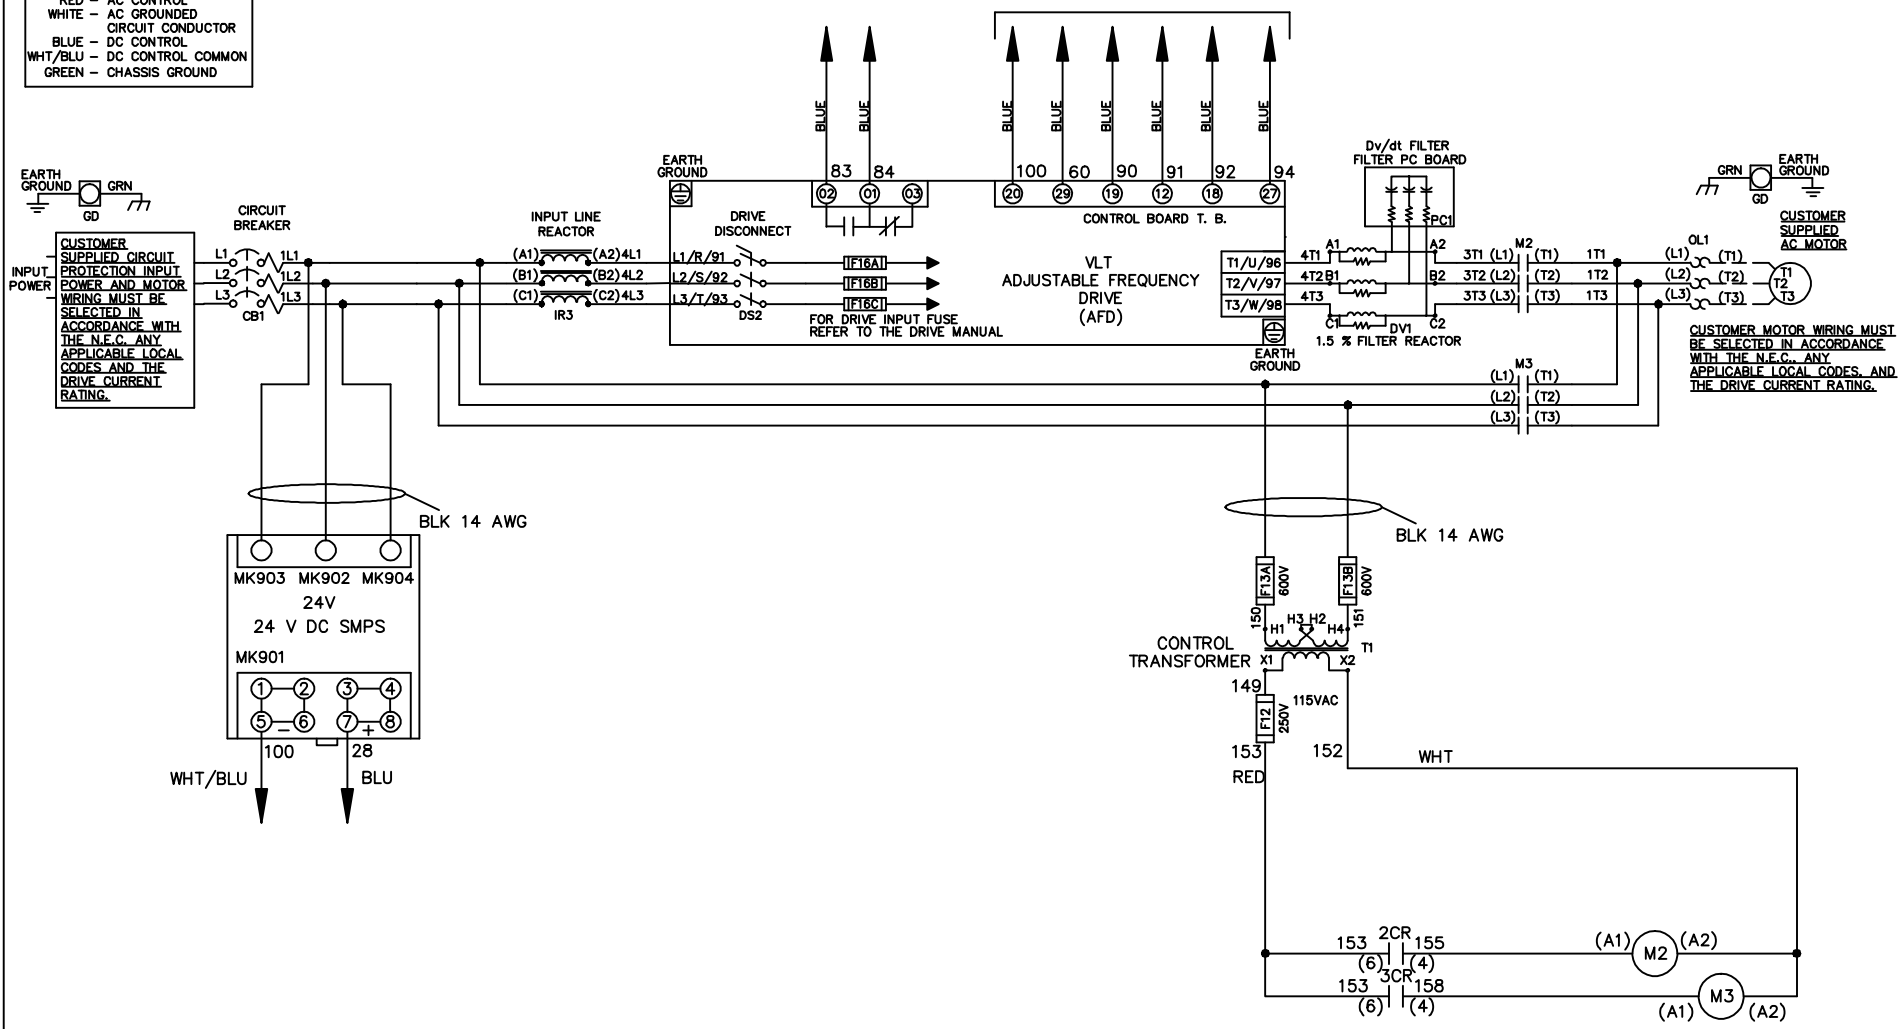 RED – AC CONTROL
WHITE – AC GROUNDED
CIRCUIT CONDUCTOR
BLUE – DC CONTROL
WHT/BLU – DC CONTROL COMMON
GREEN – CHASSIS GROUND
EARTH
GROUND
GRN
GD
CUSTOMER
SUPPLIED CIRCUIT
PROTECTION INPUT
POWER AND MOTOR
WIRING MUST BE
SELECTED IN
ACCORDANCE WITH
THE N.E.C. ANY
APPLICABLE LOCAL
CODES AND THE
DRIVE CURRENT
RATING.
INPUT
POWER
CIRCUIT
BREAKER
L1 1L1
L2 1L2
L3 1L3
CB1
INPUT LINE
REACTOR
(A1) (A2) 4L1
(B1) (B2) 4L2
(C1) (C2) 4L3
IR3
EARTH
GROUND
L1/R/91
L2/S/92
L3/T/93
DRIVE
DISCONNECT
DS2
BLUE BLUE
83 84
02 01 03
F16A
F16B
F16C
FOR DRIVE INPUT FUSE
REFER TO THE DRIVE MANUAL
BLUE BLUE BLUE BLUE BLUE BLUE
100 60 90 91 92 94
20 29 19 12 18 27
CONTROL BOARD T. B.
VLT
ADJUSTABLE FREQUENCY
DRIVE
(AFD)
T1/U/96
T2/V/97
T3/W/98
EARTH
GROUND
Dv/dt FILTER
FILTER PC BOARD
PC1
4T1 A1 A2
4T2 B1 B2
4T3 C1 C2
DV1
1.5 % FILTER REACTOR
M2
3T1 (L1) (T1) 1T1
3T2 (L2) (T2) 1T2
3T3 (L3) (T3) 1T3
OL1
(L1) (T1)
(L2) (T2)
(L3) (T3)
T1
T2
T3
GRN
GD
EARTH
GROUND
CUSTOMER
SUPPLIED
AC MOTOR
CUSTOMER MOTOR WIRING MUST
BE SELECTED IN ACCORDANCE
WITH THE N.E.C., ANY
APPLICABLE LOCAL CODES, AND
THE DRIVE CURRENT RATING.
M3
(L1) (T1)
(L2) (T2)
(L3) (T3)
BLK 14 AWG
MK903 MK902 MK904
24V
24 V DC SMPS
MK901
1 2 3 4
5 6 7 8
– +
100 28
WHT/BLU BLU
BLK 14 AWG
F13A 600V F13B 600V
150 151
H1 H3 H2 H4
T1
CONTROL
TRANSFORMER
X1 X2
149
115VAC
F12 250V
153 152
RED
WHT
2CR
153 155
(6) (4)
(A1) M2 (A2)
3CR
153 158
(6) (4)
(A1) M3 (A2)